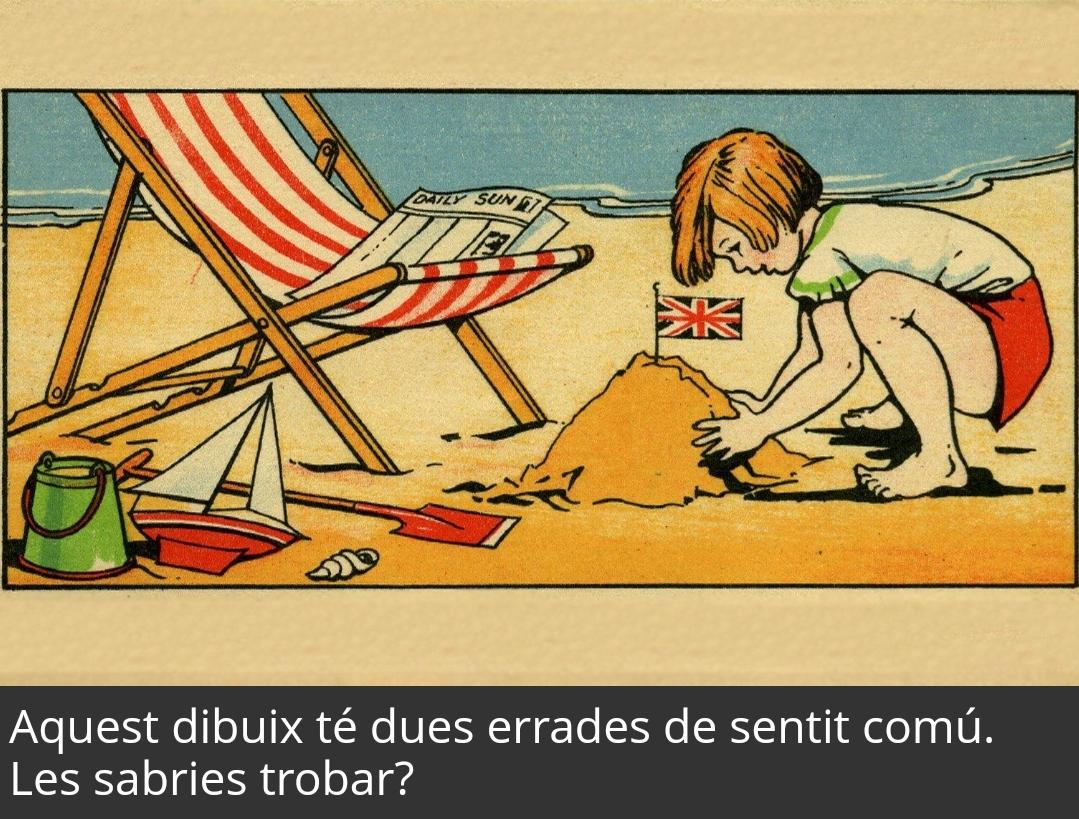 DAILY SUN
Aquest dibuix té dues errades de sentit comú.
Les sabries trobar?